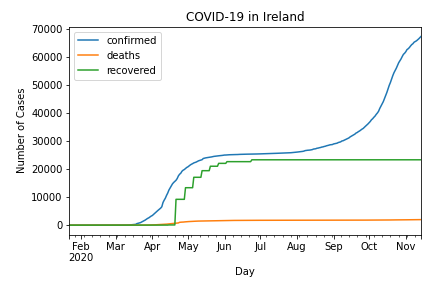 COVID-19 in Ireland
confirmed
deaths
recovered
Number of Cases
70000
60000
50000
40000
30000
20000
10000
0
Feb Mar Apr May Jun Jul Aug Sep Oct Nov
2020
Day